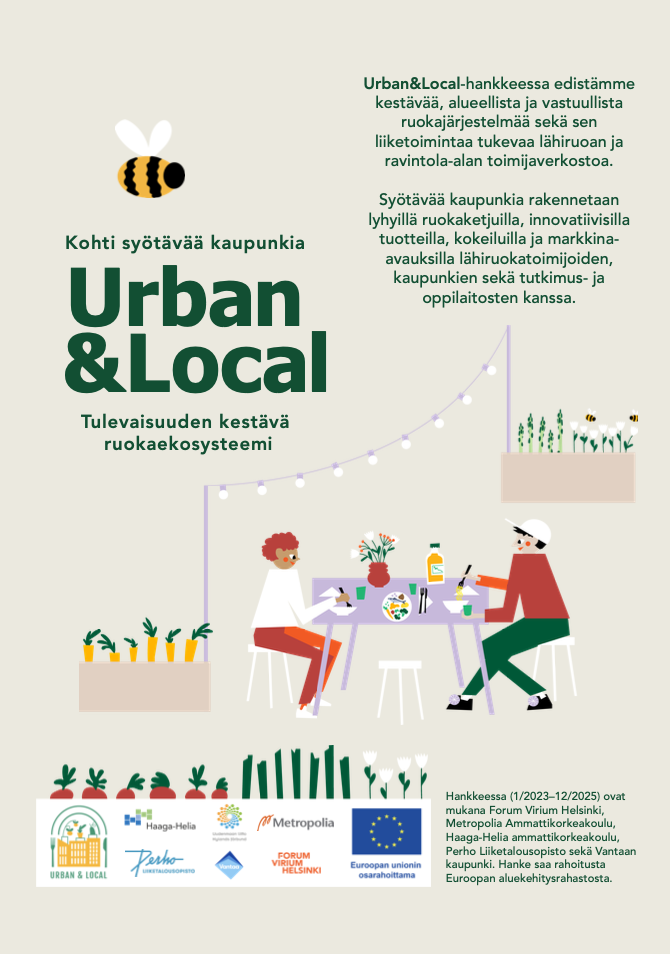 Urban&Local-hankkeessa edistämme
kestävää, alueellista ja vastuullista
ruokajärjestelmää sekä sen
liiketoimintaa tukevaa lähiruoan ja
ravintola-alan toimijaverkostoa.
Syötävää kaupunkia rakennetaan
lyhyillä ruokaketjuilla, innovatiivisilla
tuotteilla, kokeiluilla ja markkina-
avauksilla lähiruokatoimijoiden,
kaupunkien sekä tutkimus- ja
oppilaitosten kanssa.
Kohti syötävää kaupunkia
Urban
&Local
Tulevaisuuden kestävä
ruokaekosysteemi
URBAN & LOCAL
Haaga-Helia
Uudenmaan liitto
Nylands förbund
Metropolia
Perho
LIIKETALOUSOPISTO
Vantaa
FORUM
VIRIUM
HELSINKI
Euroopan unionin
osarahoittama
Hankkeessa (1/2023–12/2025) ovat
mukana Forum Virium Helsinki,
Metropolia Ammattikorkeakoulu,
Haaga-Helia ammattikorkeakoulu,
Perho Liiketalousopisto sekä Vantaan
kaupunki. Hanke saa rahoitusta
Euroopan aluekehitysrahastosta.